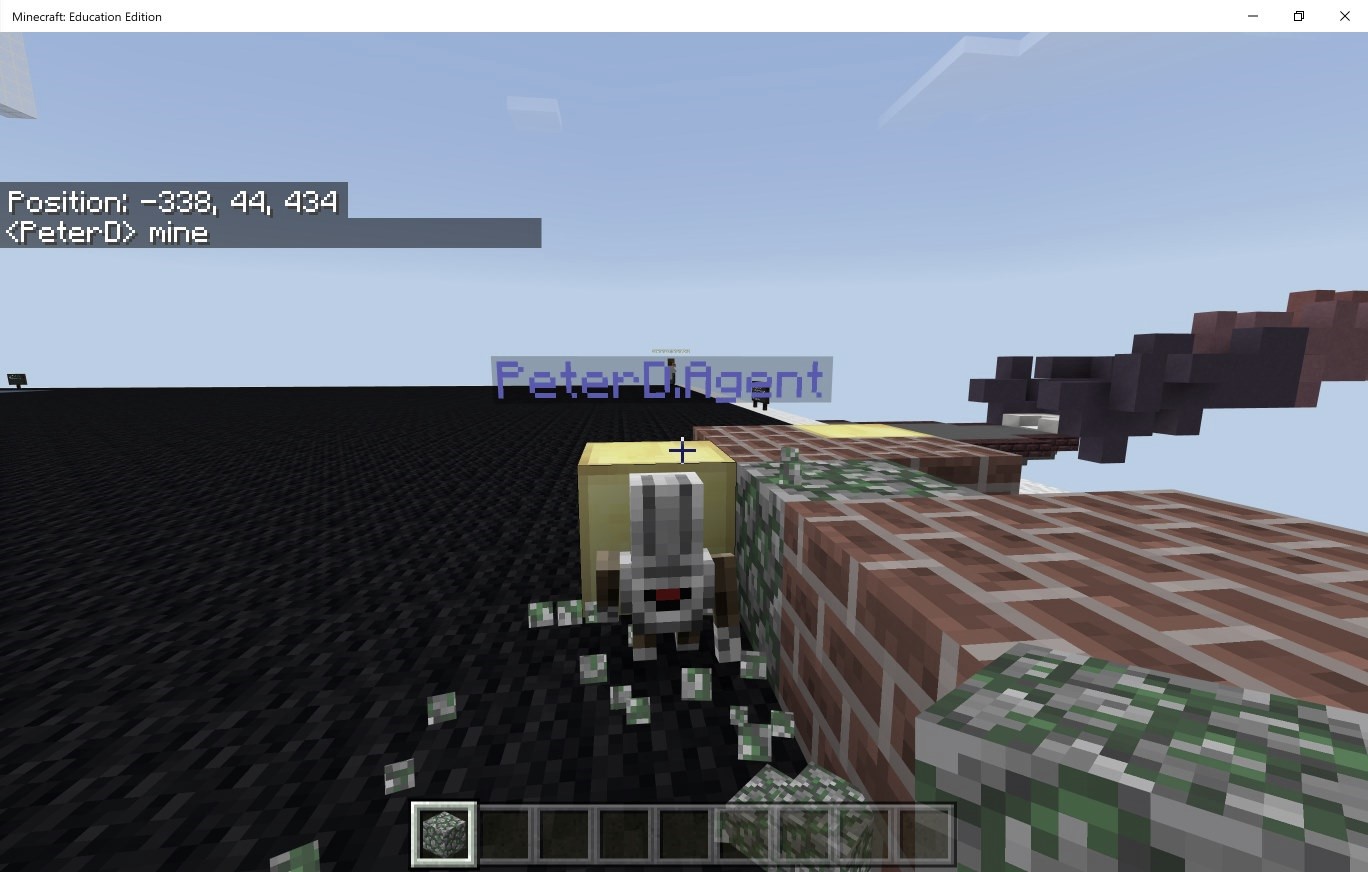 Minecraft: Education Edition
Position: -338, 44, 434
<PeterD> mine
PeterD.Agent